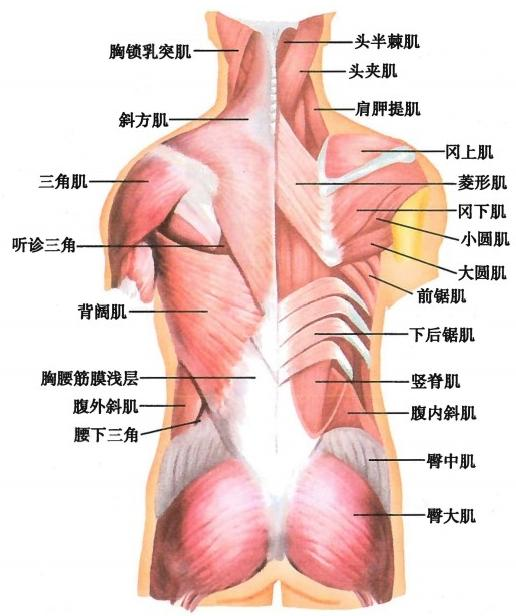 胸锁乳突肌
斜方肌
三角肌
听诊三角
背阔肌
胸腰筋膜浅层
腹外斜肌
腰下三角
头半棘肌
头夹肌
肩胛提肌
冈上肌
菱形肌
冈下肌
小圆肌
大圆肌
前锯肌
下后锯肌
竖脊肌
腹内斜肌
臀中肌
臀大肌